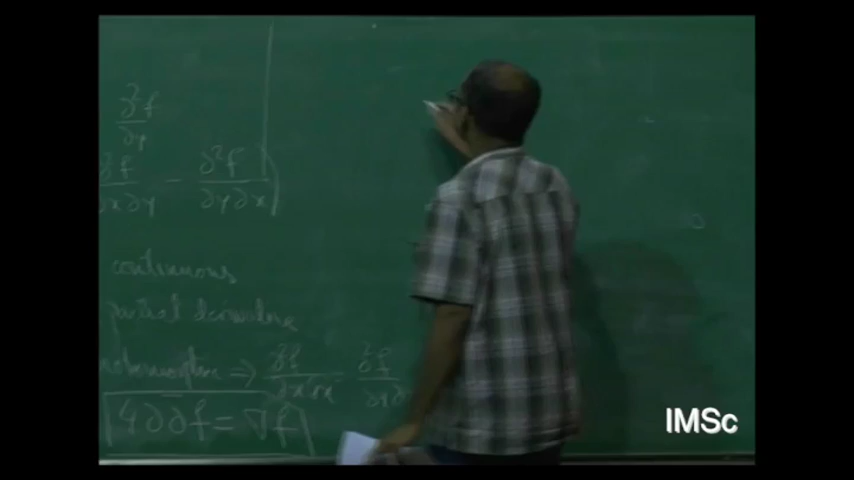 ∂²f
/∂y
∂²f/∂x∂y − ∂²f/∂y∂x )
continuous
partial derivative
⇒ ∂²f/∂x∂x ∂²f/∂x∂
4∂∂̄f = ∇f
IMSc